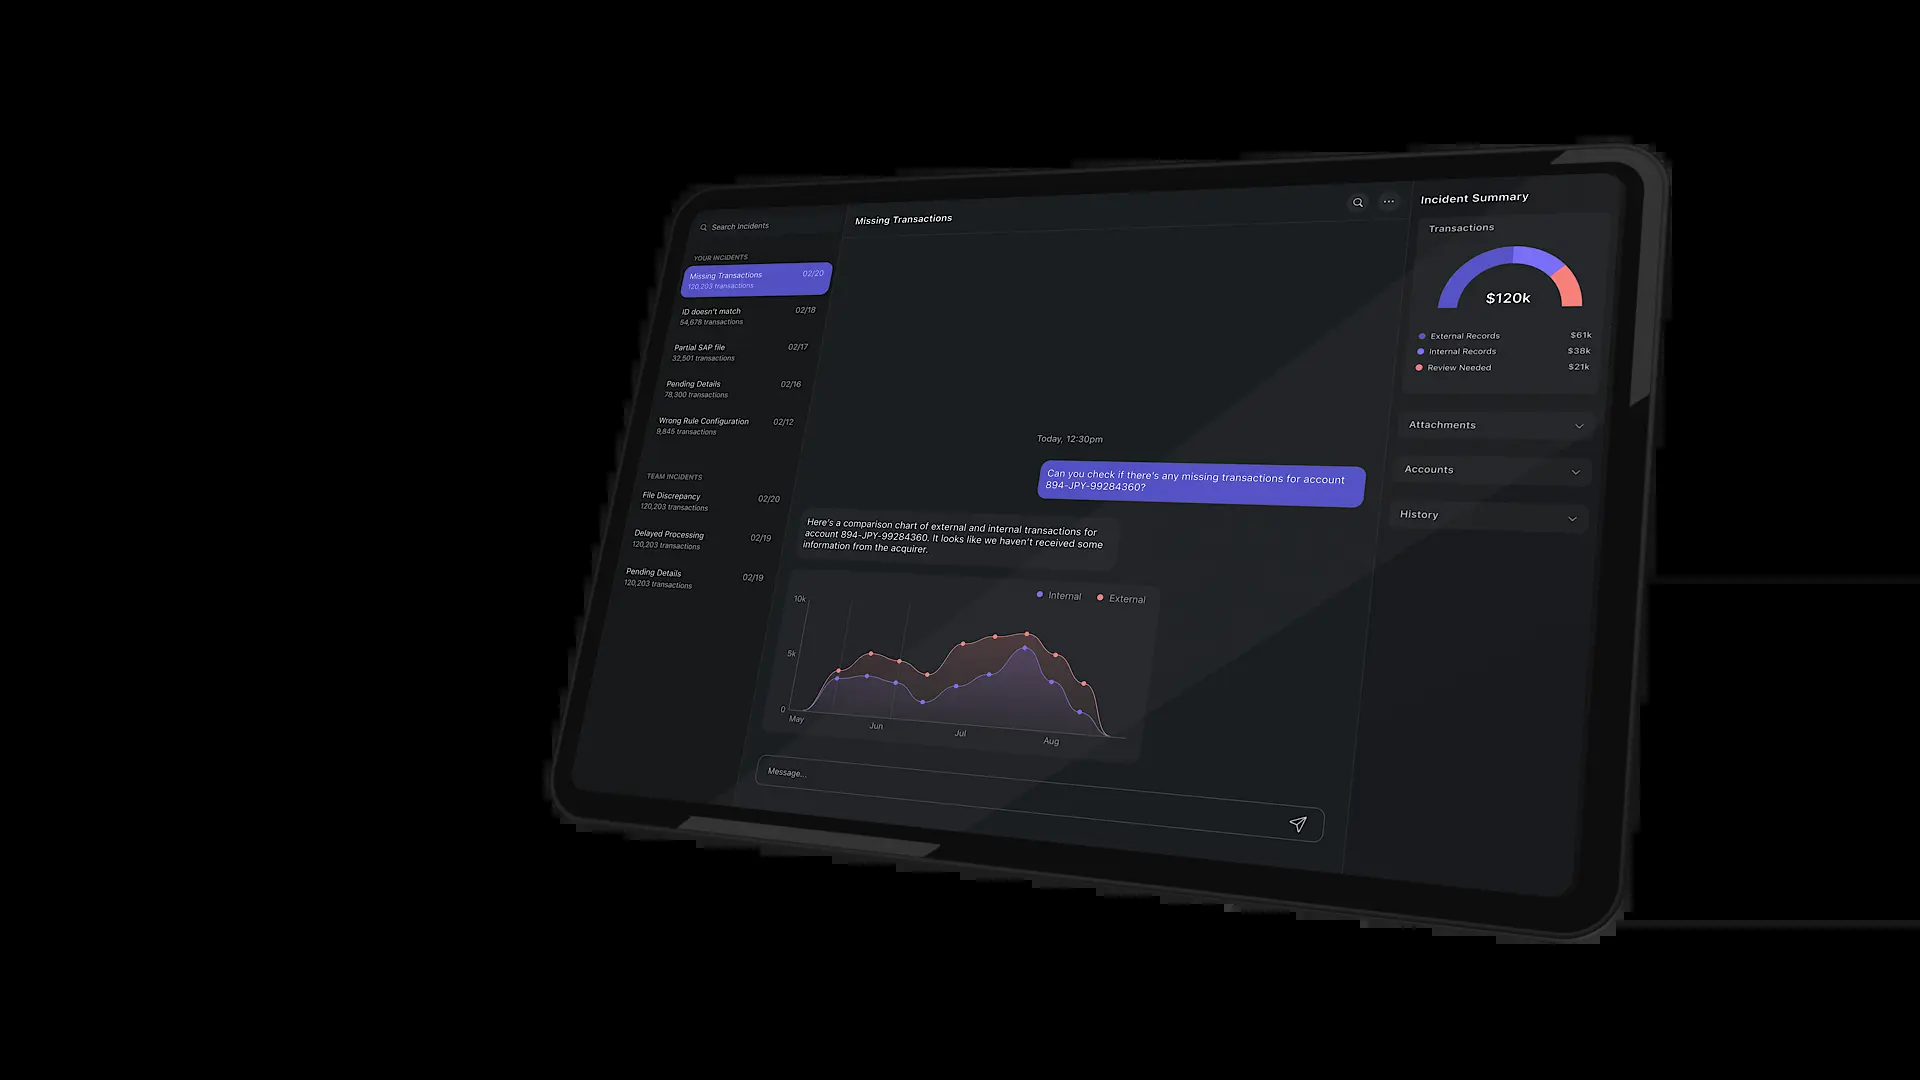 Search Incidents
YOUR INCIDENTS
Missing Transactions 02/20
120,203 transactions
ID doesn't match 02/18
54,678 transactions
Partial SAP file 02/17
32,501 transactions
Pending Details 02/16
78,300 transactions
Wrong Rule Configuration 02/12
9,845 transactions
TEAM INCIDENTS
File Discrepancy 02/20
120,203 transactions
Delayed Processing 02/19
120,203 transactions
Pending Details 02/19
120,203 transactions
Missing Transactions
Today, 12:30pm
Can you check if there's any missing transactions for account
894-JPY-99284360?
Here's a comparison chart of external and internal transactions for
account 894-JPY-99284360. It looks like we haven't received some
information from the acquirer.
Internal External
10k
5k
0
May Jun Jul Aug
Message...
Incident Summary
Transactions
$120k
External Records $61k
Internal Records $38k
Review Needed $21k
Attachments
Accounts
History